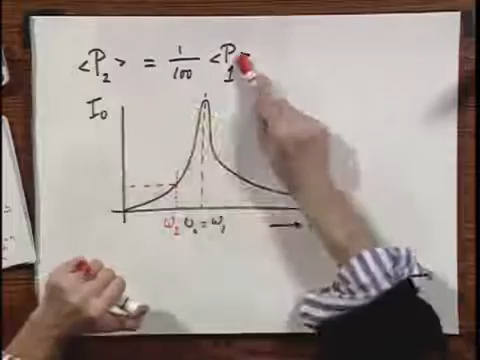 <P₂> = 1/100 <P₁>
I₀
ω₂ ω₀ = ω₁